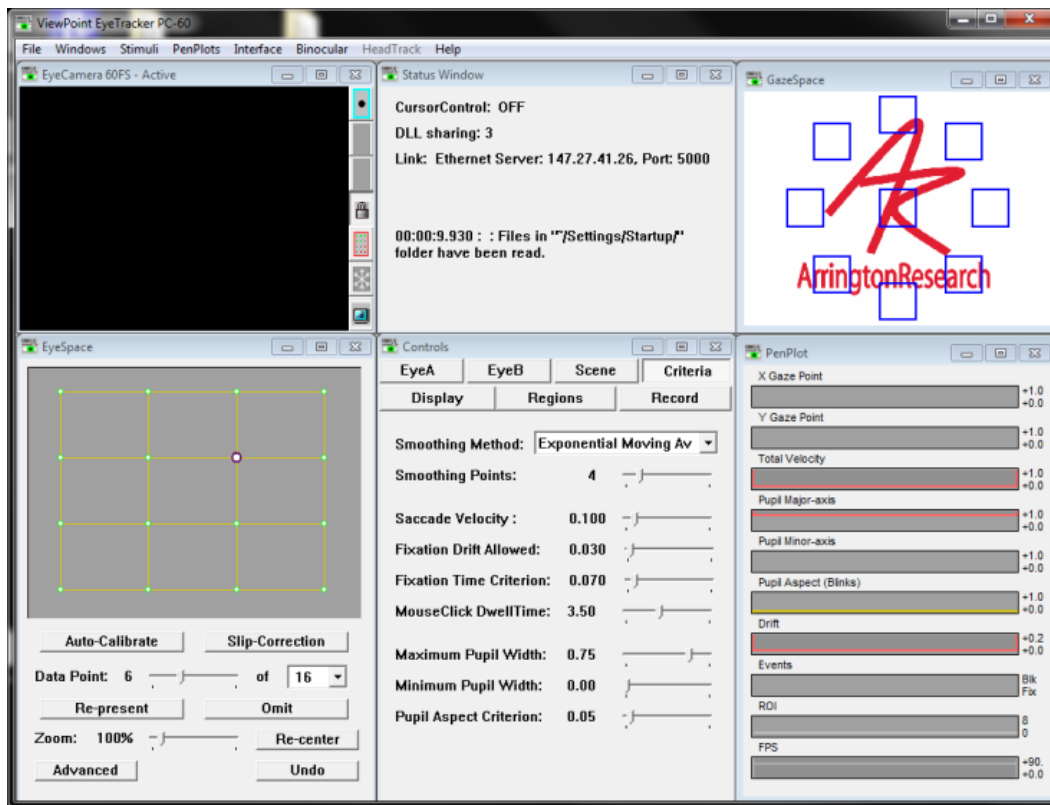 ViewPoint EyeTracker PC-60
File Windows Stimuli PenPlots Interface Binocular HeadTrack Help
EyeCamera 60FS - Active
Status Window
CursorControl: OFF
DLL sharing: 3
Link: Ethernet Server: 147.27.41.26, Port: 5000
00:00:9.930 : : Files in "~/Settings/Startup/"
folder have been read.
GazeSpace
AR
ArringtonResearch
EyeSpace
Auto-Calibrate Slip-Correction
Data Point: 6 of 16
Re-present Omit
Zoom: 100% Re-center
Advanced Undo
Controls
EyeA EyeB Scene Criteria
Display Regions Record
Smoothing Method: Exponential Moving Av
Smoothing Points: 4
Saccade Velocity : 0.100
Fixation Drift Allowed: 0.030
Fixation Time Criterion: 0.070
MouseClick DwellTime: 3.50
Maximum Pupil Width: 0.75
Minimum Pupil Width: 0.00
Pupil Aspect Criterion: 0.05
PenPlot
X Gaze Point
+1.0
+0.0
Y Gaze Point
+1.0
+0.0
Total Velocity
+1.0
+0.0
Pupil Major-axis
+1.0
+0.0
Pupil Minor-axis
+1.0
+0.0
Pupil Aspect (Blinks)
+1.0
+0.0
Drift
+0.2
+0.0
Events
Blk
Fix
ROI
8
0
FPS
+90.
+0.0